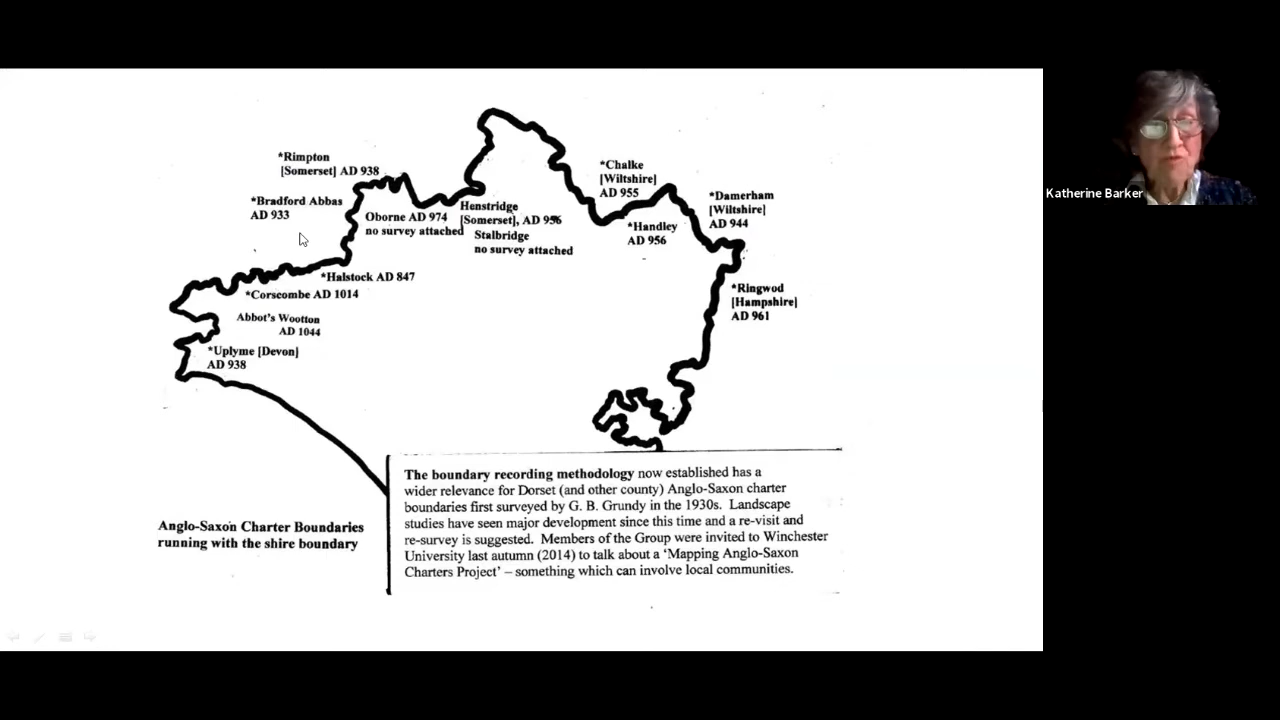 *Rimpton
[Somerset] AD 938
*Bradford Abbas
AD 933
Oborne AD 974
no survey attached
Henstridge
[Somerset], AD 956
Stalbridge
no survey attached
*Chalke
[Wiltshire]
AD 955
*Handley
AD 956
*Damerham
[Wiltshire]
AD 944
*Ringwod
[Hampshire]
AD 961
*Halstock AD 847
*Corscombe AD 1014
Abbot's Wootton
AD 1044
*Uplyme [Devon]
AD 938
Anglo-Saxon Charter Boundaries
running with the shire boundary
The boundary recording methodology now established has a
wider relevance for Dorset (and other county) Anglo-Saxon charter
boundaries first surveyed by G. B. Grundy in the 1930s. Landscape
studies have seen major development since this time and a re-visit and
re-survey is suggested. Members of the Group were invited to Winchester
University last autumn (2014) to talk about a 'Mapping Anglo-Saxon
Charters Project' – something which can involve local communities.
Katherine Barker